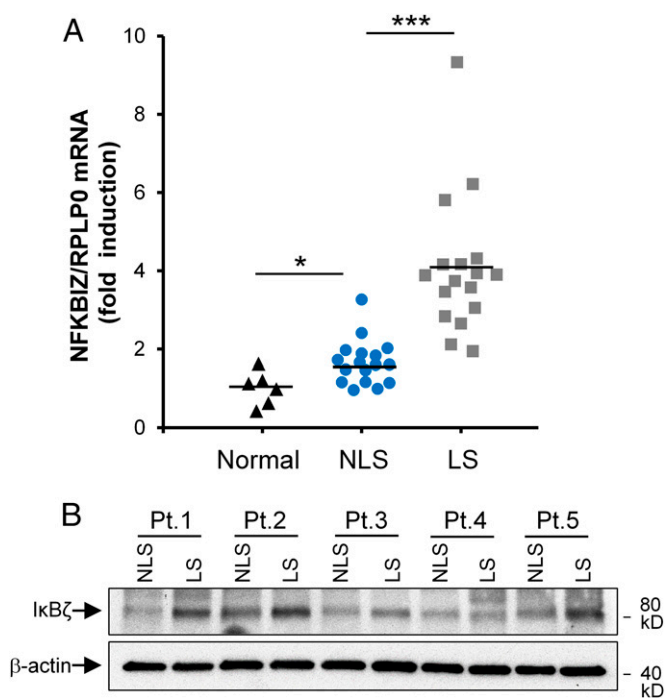 A
NFKBIZ/RPLP0 mRNA
(fold induction)
10
8
6
4
2
0
*
***
Normal NLS LS
B
Pt.1 Pt.2 Pt.3 Pt.4 Pt.5
NLS LS NLS LS NLS LS NLS LS NLS LS
IκBζ
80
kD
β-actin
40
kD